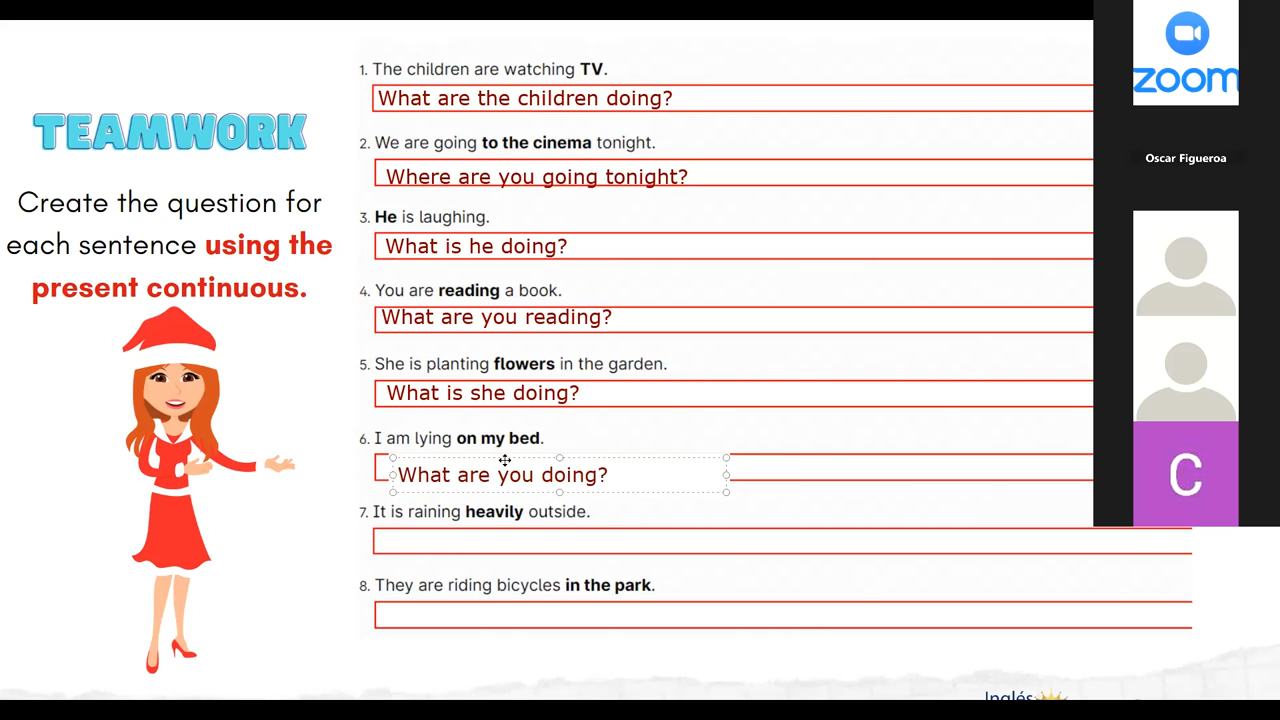 TEAMWORK
Create the question for
each sentence using the
present continuous.
1. The children are watching TV.
What are the children doing?
2. We are going to the cinema tonight.
Where are you going tonight?
3. He is laughing.
What is he doing?
4. You are reading a book.
What are you reading?
5. She is planting flowers in the garden.
What is she doing?
6. I am lying on my bed.
What are you doing?
7. It is raining heavily outside.
8. They are riding bicycles in the park.
zoom
Oscar Figueroa
C
Inglés